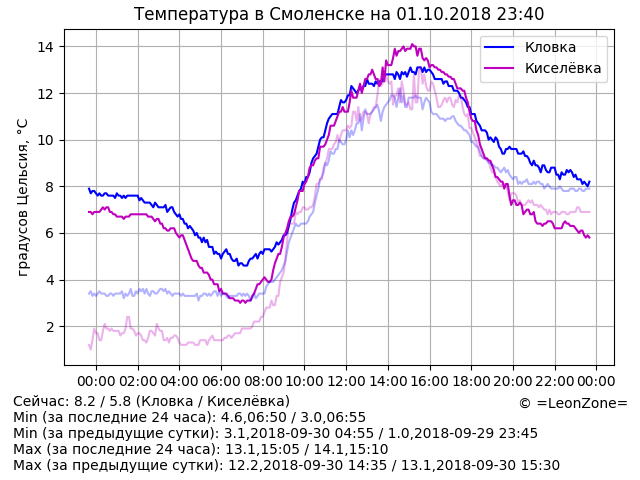 Температура в Смоленске на 01.10.2018 23:40
14
12
10
8
6
4
2
градусов Цельсия, °C
Кловка
Киселёвка
00:00 02:00 04:00 06:00 08:00 10:00 12:00 14:00 16:00 18:00 20:00 22:00 00:00
Сейчас: 8.2 / 5.8 (Кловка / Киселёвка)
© =LeonZone=
Min (за последние 24 часа): 4.6,06:50 / 3.0,06:55
Min (за предыдущие сутки): 3.1,2018-09-30 04:55 / 1.0,2018-09-29 23:45
Max (за последние 24 часа): 13.1,15:05 / 14.1,15:10
Max (за предыдущие сутки): 12.2,2018-09-30 14:35 / 13.1,2018-09-30 15:30